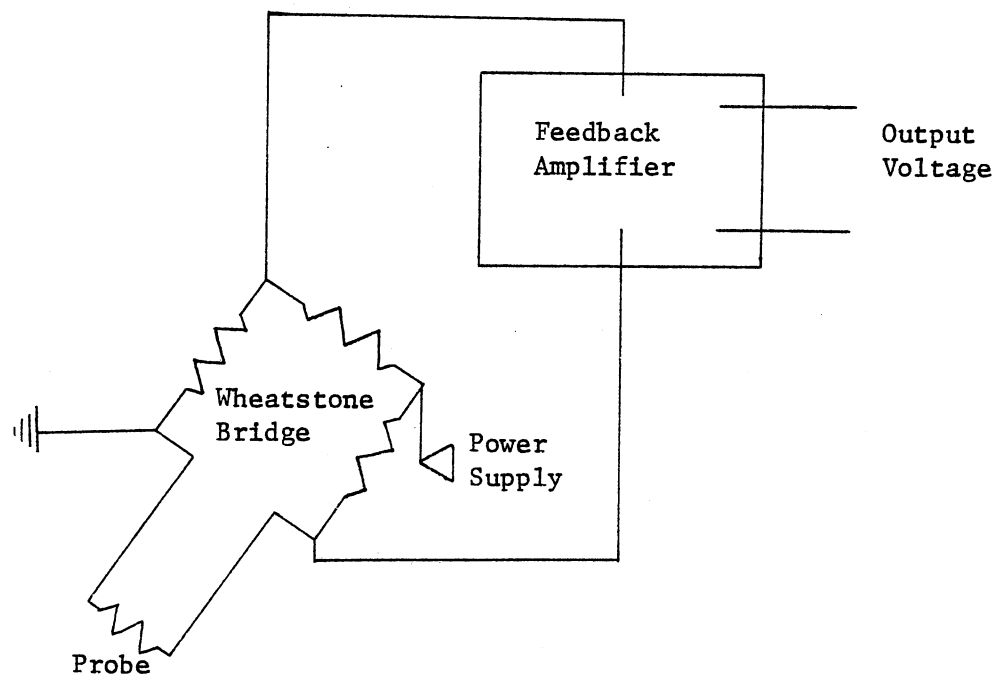 Feedback
Amplifier
Output
Voltage
Wheatstone
Bridge
Power
Supply
Probe